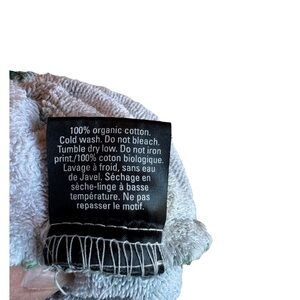 100% organic cotton.
Cold wash. Do not bleach.
Tumble dry low. Do not iron
print./100% coton biologique.
Lavage à froid, sans eau
de Javel. Séchage en
sèche-linge à basse
température. Ne pas
repasser le motif.